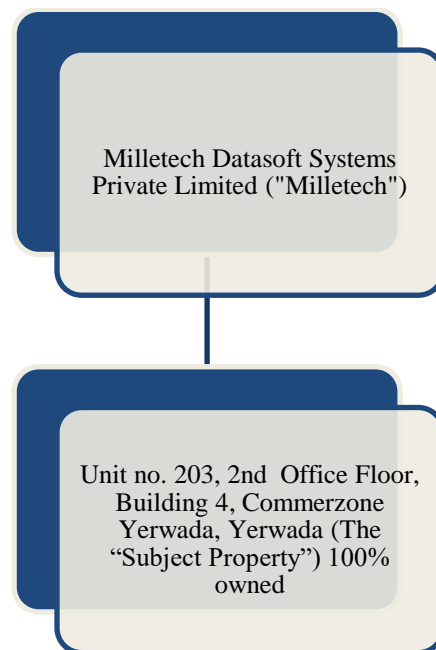 Milletech Datasoft Systems
Private Limited ("Milletech")
Unit no. 203, 2nd Office Floor,
Building 4, Commerzone
Yerwada, Yerwada (The
“Subject Property”) 100%
owned